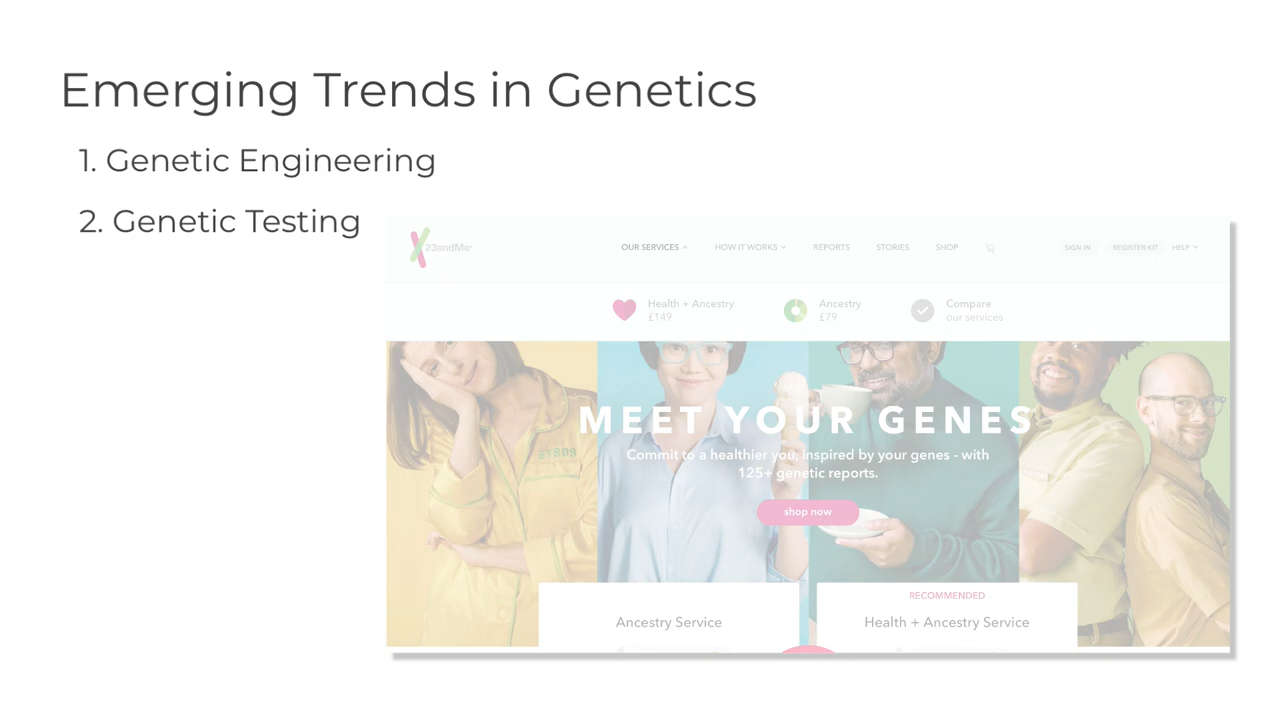 Emerging Trends in Genetics
1. Genetic Engineering
2. Genetic Testing
23andMe
OUR SERVICES
HOW IT WORKS
REPORTS
STORIES
SHOP
SIGN IN
REGISTER KIT
HELP
Health + Ancestry
£149
Ancestry
£79
Compare
our services
MEET YOUR GENES
Commit to a healthier you, inspired by your genes - with
125+ genetic reports.
shop now
Ancestry Service
RECOMMENDED
Health + Ancestry Service